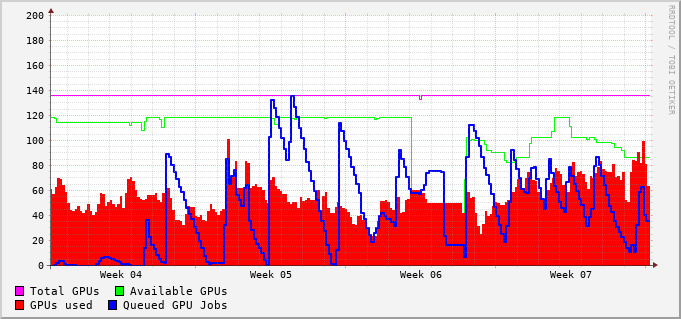 200
180
160
140
120
100
80
60
40
20
0
Week 04 Week 05 Week 06 Week 07
Total GPUs Available GPUs
GPUs used Queued GPU Jobs
RRDTOOL / TOBI OETIKER